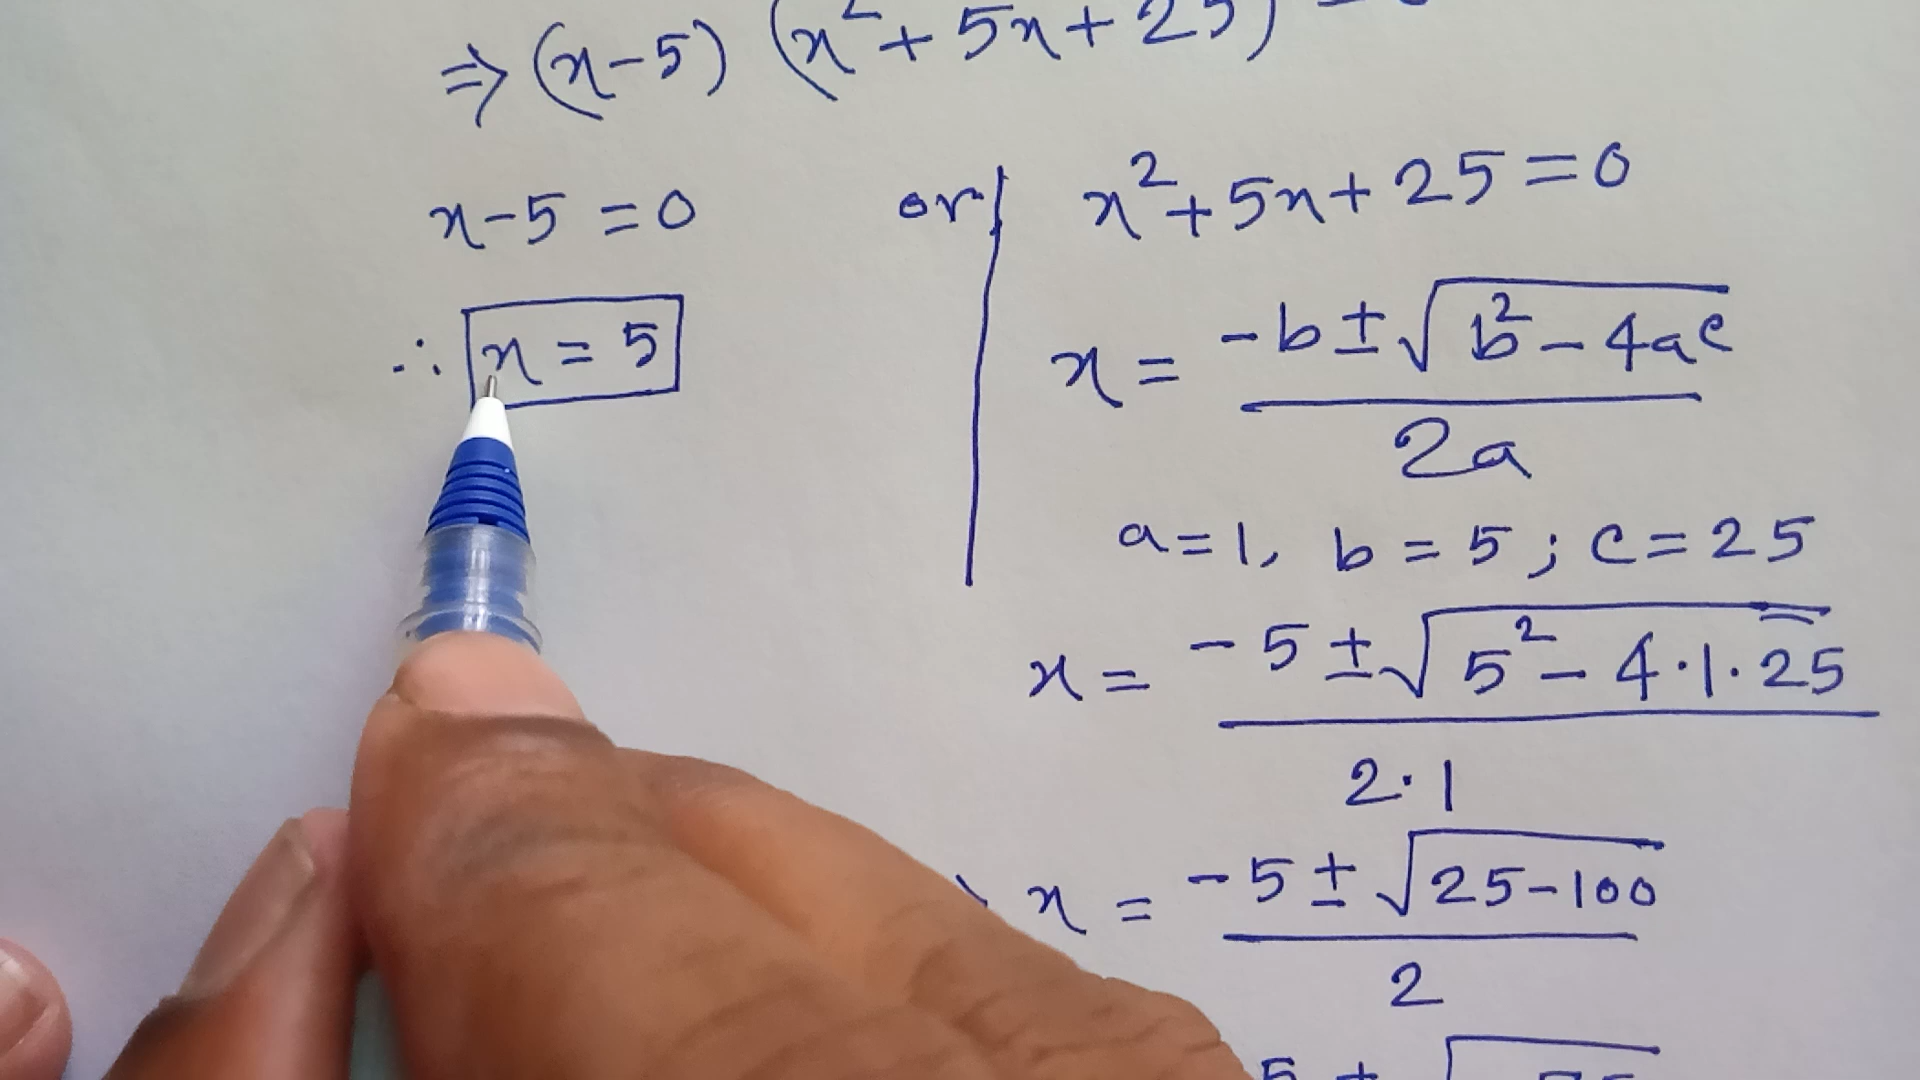 ⇒ (x-5) (x²+5x+25) = 0
x-5 = 0 or x²+5x+25=0
∴ x = 5
x = -b±√b²-4ac / 2a
a=1, b=5; c=25
x = -5±√5²-4·1·25 / 2·1
x = -5±√25-100 / 2